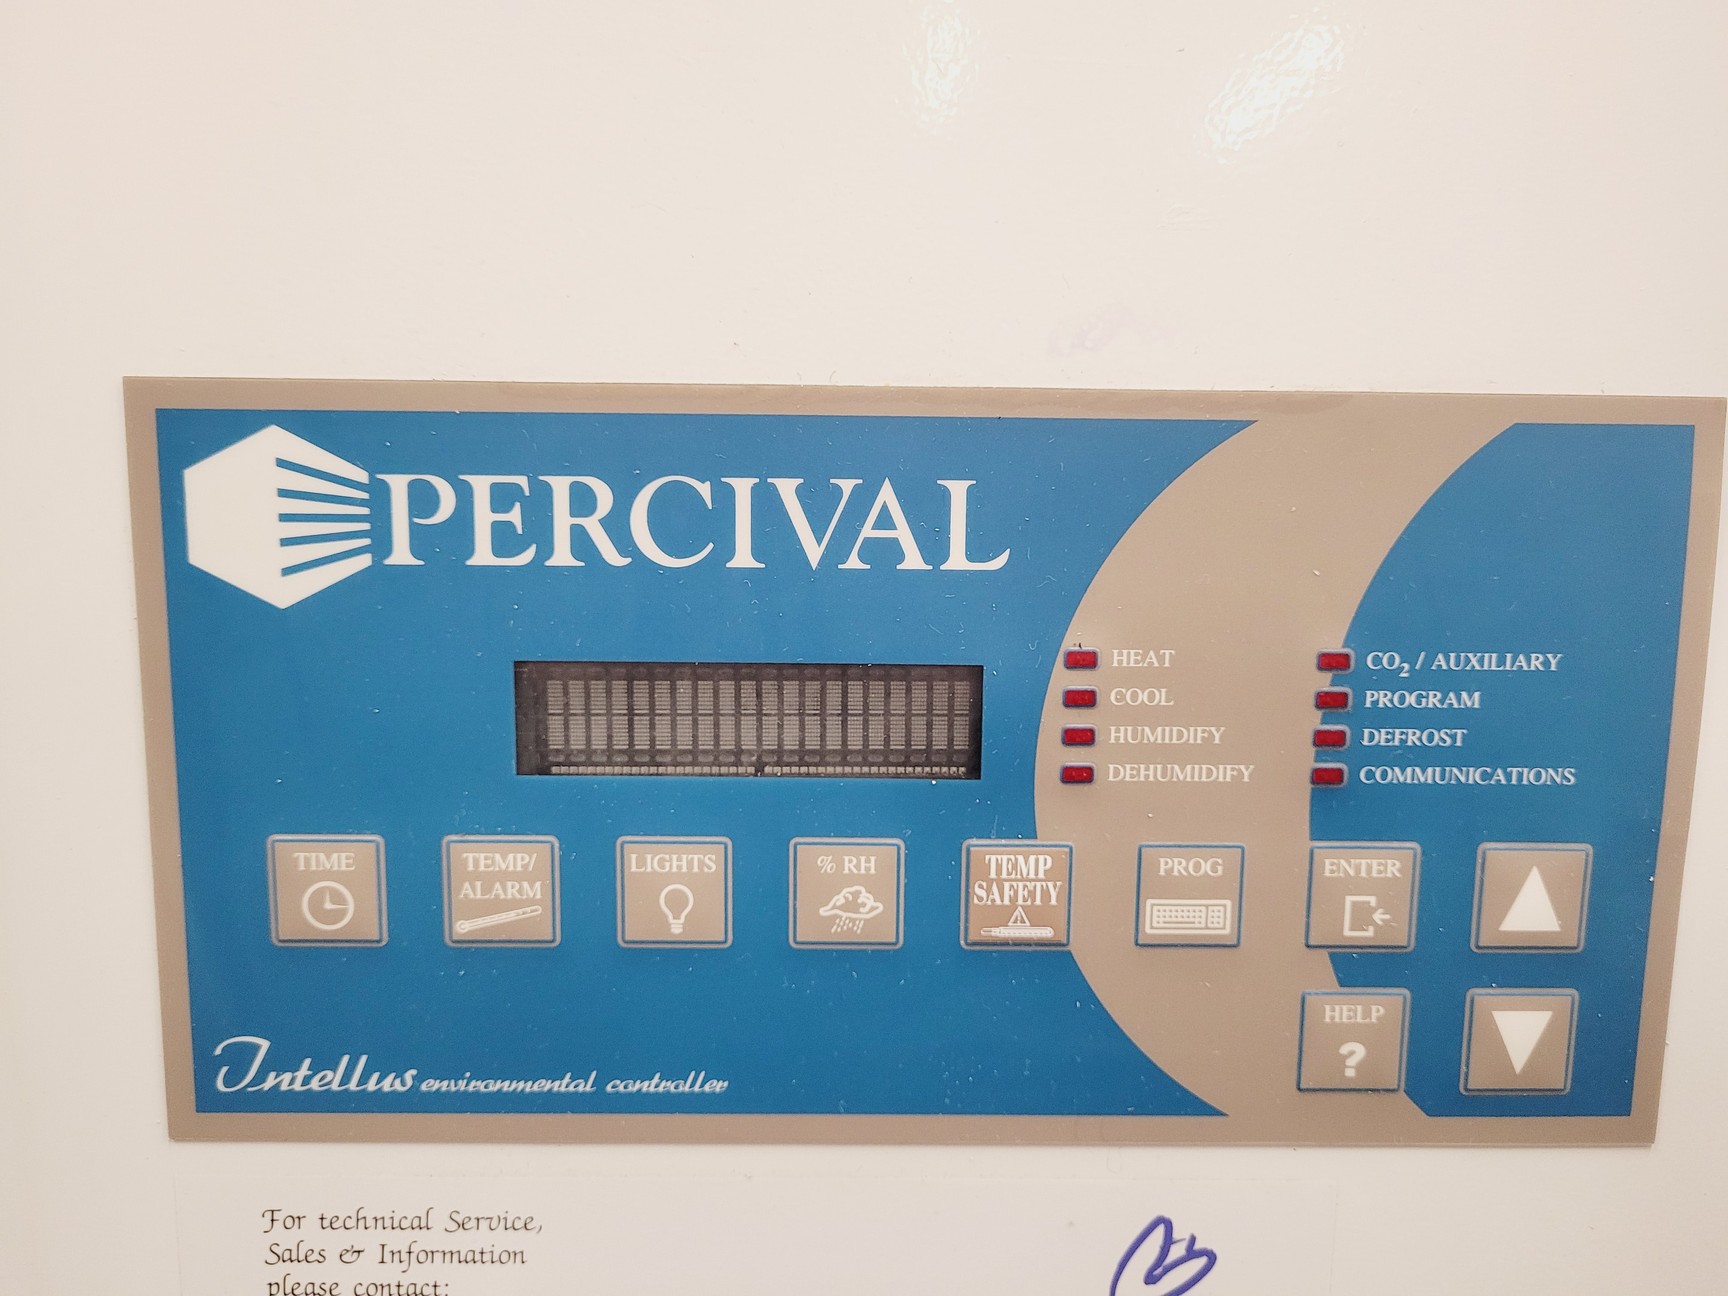 PERCIVAL
HEAT
COOL
HUMIDIFY
DEHUMIDIFY
CO₂ / AUXILIARY
PROGRAM
DEFROST
COMMUNICATIONS
TIME
TEMP/
ALARM
LIGHTS
% RH
TEMP
SAFETY
PROG
ENTER
HELP
?
Intellus environmental controller
For technical Service,
Sales & Information
please contact: